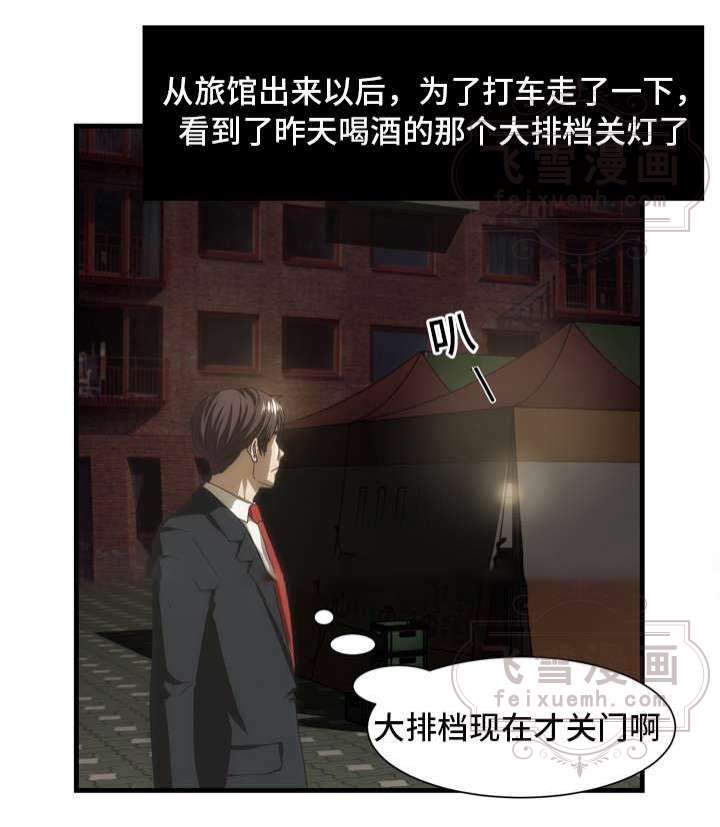 从旅馆出来以后，为了打车走了一下，
看到了昨天喝酒的那个大排档关灯了
飞雪漫画
feixuemh.com
叭
飞雪漫画
feixuemh.com
大排档现在才关门啊